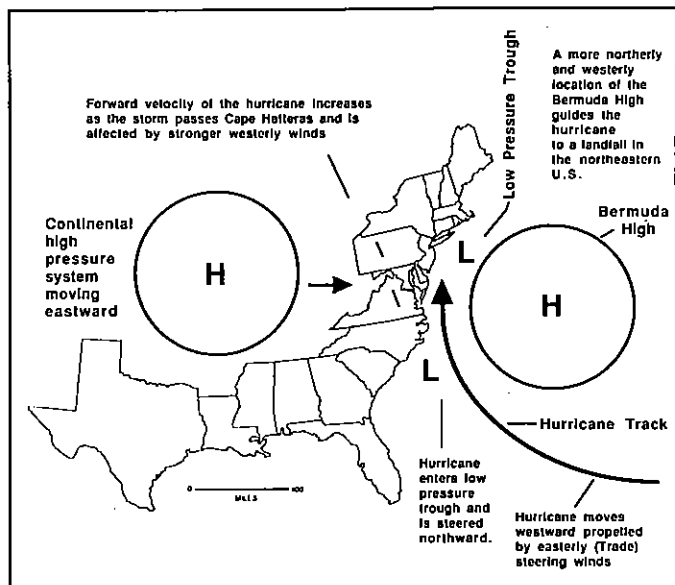 Forward velocity of the hurricane increases
as the storm passes Cape Hatteras and is
affected by stronger westerly winds
Low Pressure Trough
A more northerly
and westerly
location of the
Bermuda High
guides the
hurricane
to a landfall in
the northeastern
U.S.
Continental
high
pressure
system
moving
eastward
H
L
Bermuda
High
H
L
Hurricane Track
0
400
MILES
Hurricane
enters low
pressure
trough and
is steered
northward.
Hurricane moves
westward propelled
by easterly (Trade)
steering winds